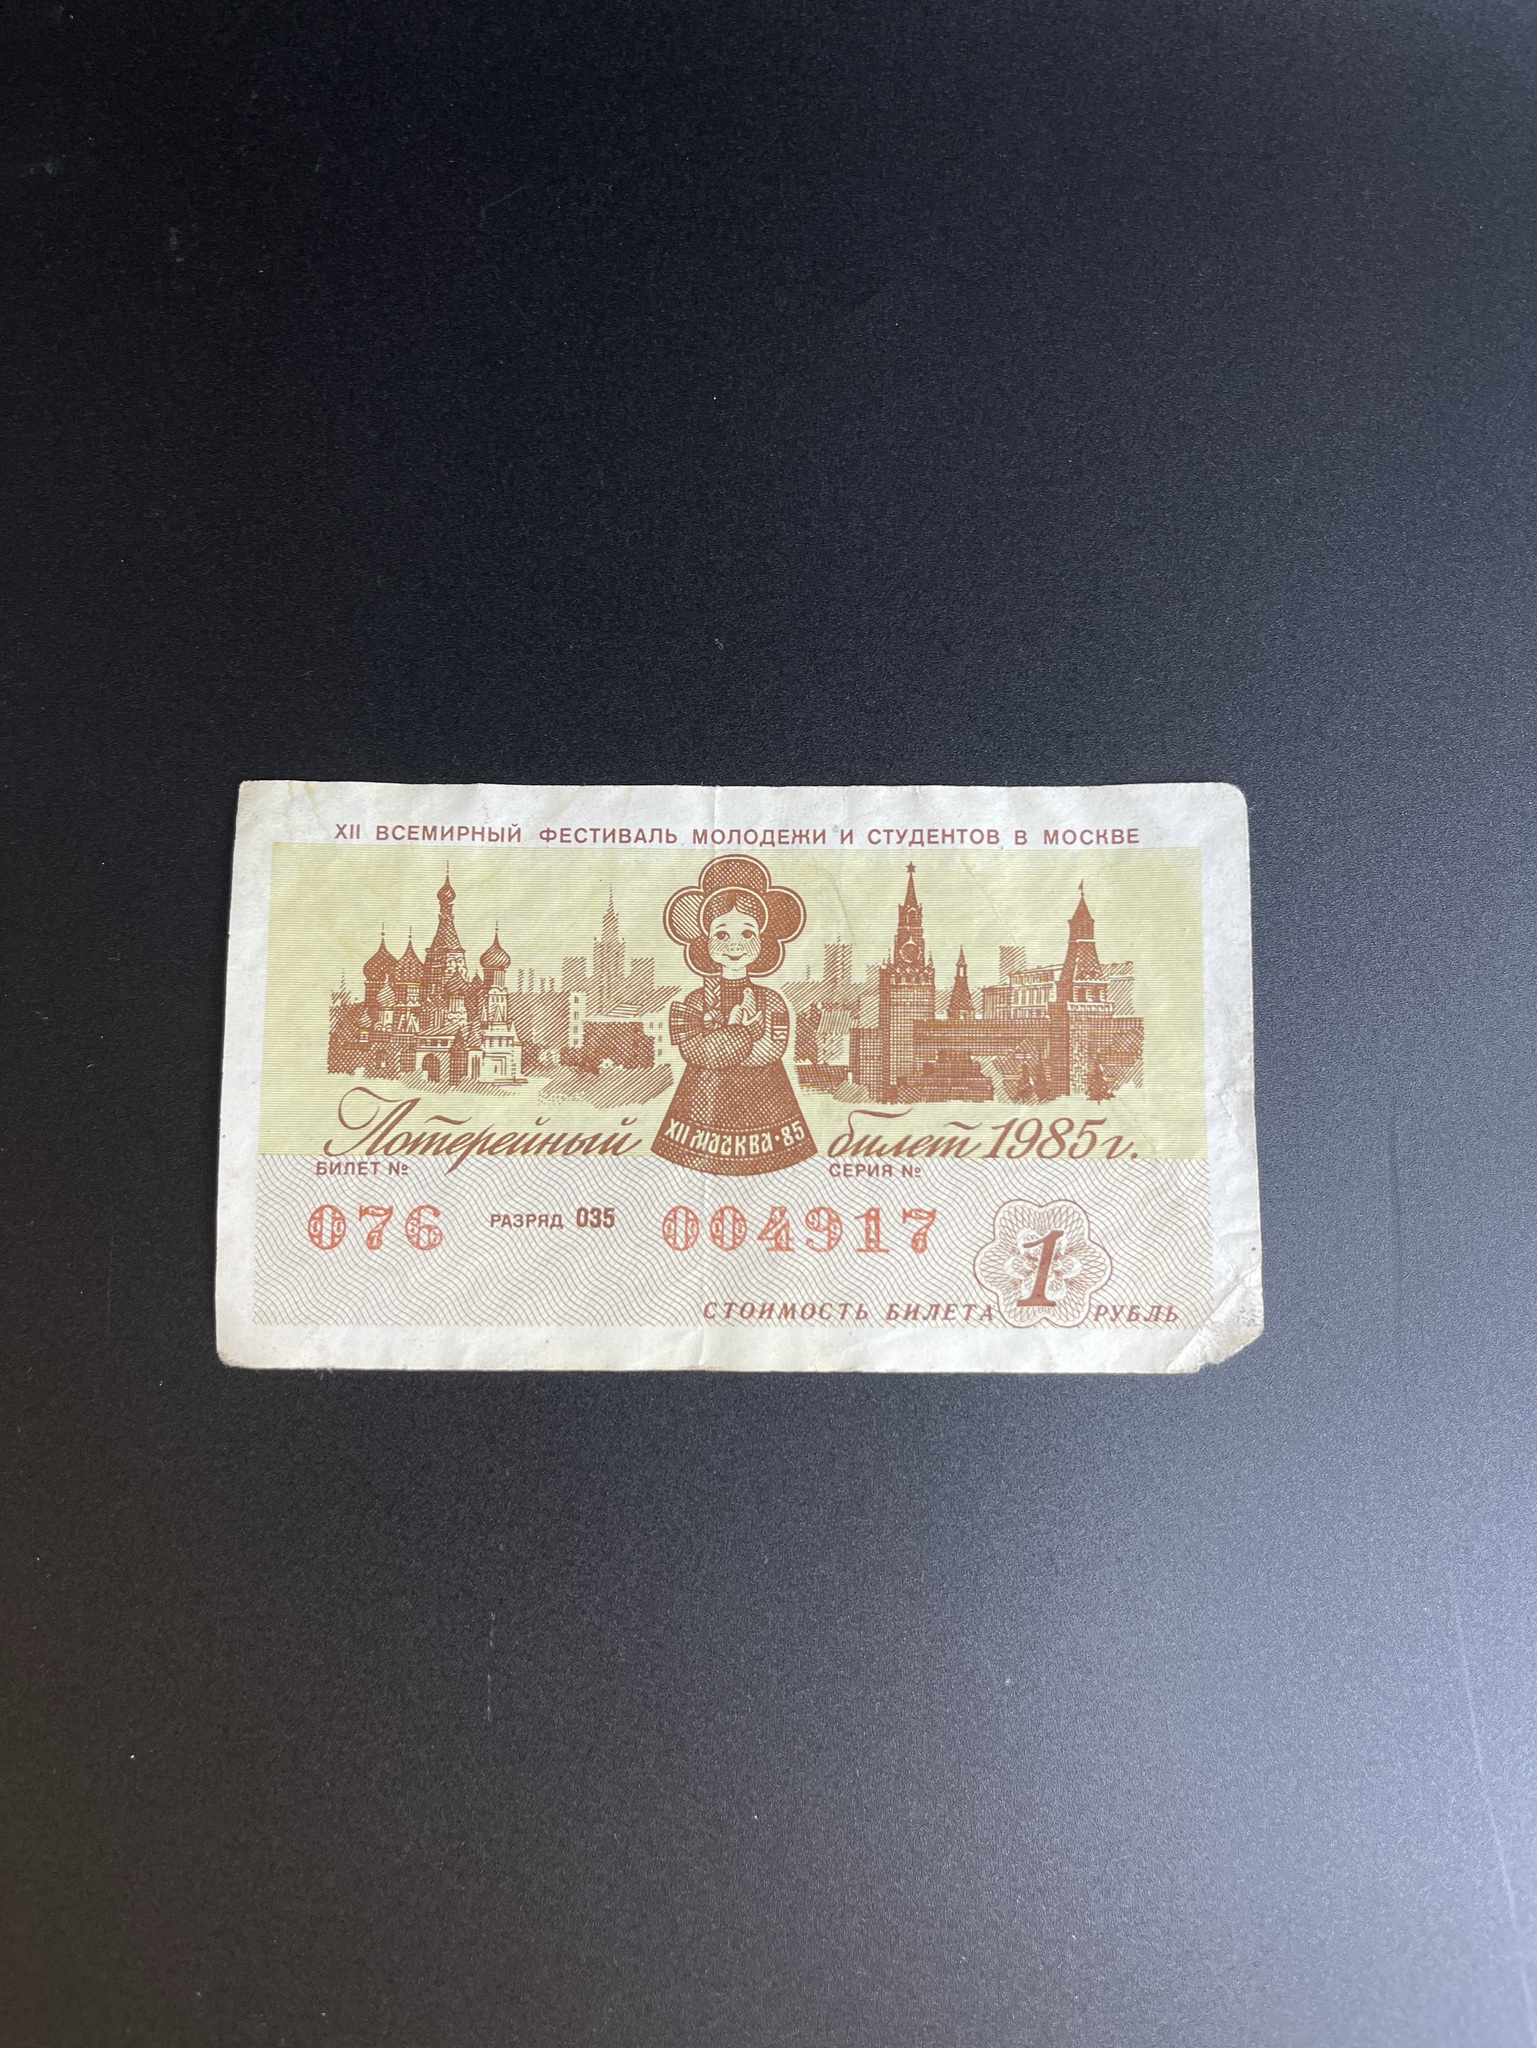 XII ВСЕМИРНЫЙ ФЕСТИВАЛЬ МОЛОДЕЖИ И СТУДЕНТОВ В МОСКВЕ
XII МОСКВА·85
Лотерейный билет 1985 г.
БИЛЕТ № СЕРИЯ №
076 РАЗРЯД 035 004917
СТОИМОСТЬ БИЛЕТА 1 РУБЛЬ